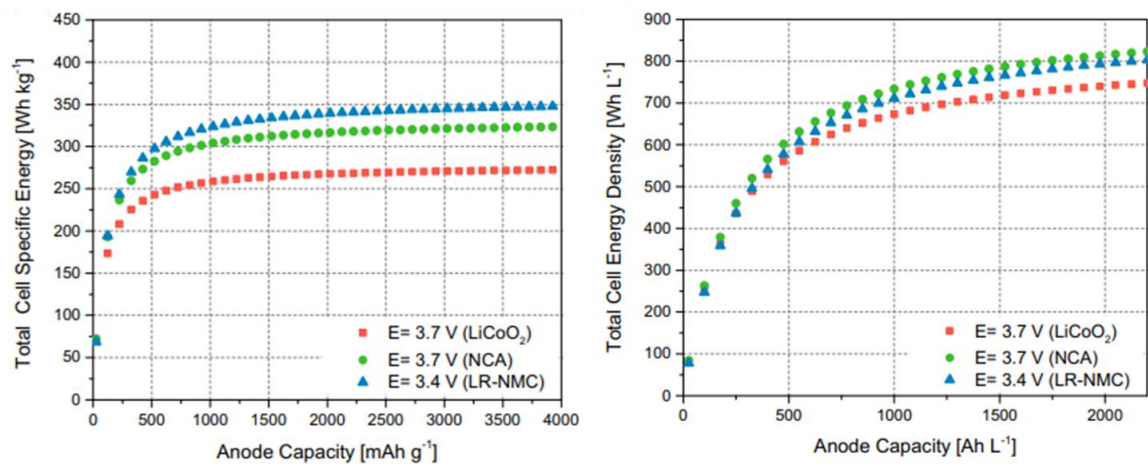 Total Cell Specific Energy [Wh kg⁻¹]
450
400
350
300
250
200
150
100
50
0
E= 3.7 V (LiCoO₂)
E= 3.7 V (NCA)
E= 3.4 V (LR-NMC)
0 500 1000 1500 2000 2500 3000 3500 4000
Anode Capacity [mAh g⁻¹]
Total Cell Energy Density [Wh L⁻¹]
900
800
700
600
500
400
300
200
100
0
E= 3.7 V (LiCoO₂)
E= 3.7 V (NCA)
E= 3.4 V (LR-NMC)
0 500 1000 1500 2000
Anode Capacity [Ah L⁻¹]